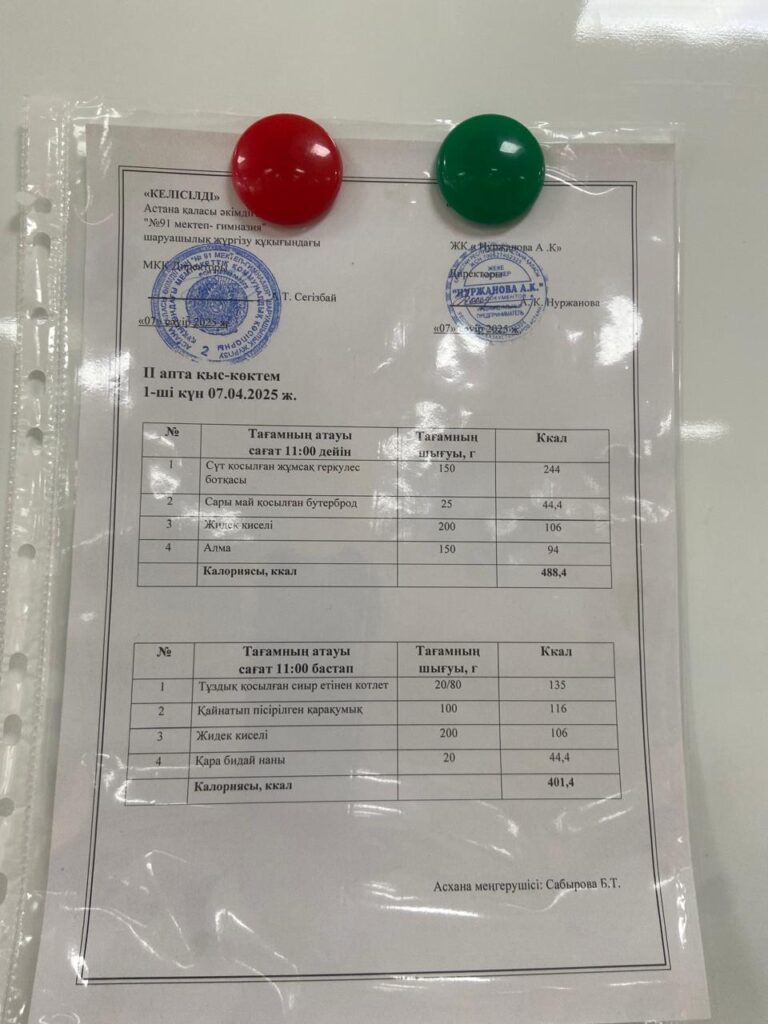 «КЕЛІСІЛДІ»
Астана қаласы әкімдігі
"№91 мектеп- гимназия"
шаруашылық жүргізу құқығындағы
МКК Директоры
А.Т. Сегізбай
«07» сәуір 2025 ж.
ЖК « Нуржанова А .К»
Директоры
А.К. Нуржанова
"НУРЖАНОВА А.К."
«07» сәуір 2025 ж.
II апта қыс-көктем
1-ші күн 07.04.2025 ж.
№ Тағамның атауы сағат 11:00 дейін Тағамның шығуы, г Ккал
1 Сүт қосылған жұмсақ геркулес ботқасы 150 244
2 Сары май қосылған бутерброд 25 44,4
3 Жидек киселі 200 106
4 Алма 150 94
Калориясы, ккал 488,4
№ Тағамның атауы сағат 11:00 бастап Тағамның шығуы, г Ккал
1 Тұздық қосылған сиыр етінен котлет 20/80 135
2 Қайнатып пісірілген қарақумық 100 116
3 Жидек киселі 200 106
4 Қара бидай наны 20 44,4
Калориясы, ккал 401,4
Асхана меңгерушісі: Сабырова Б.Т.